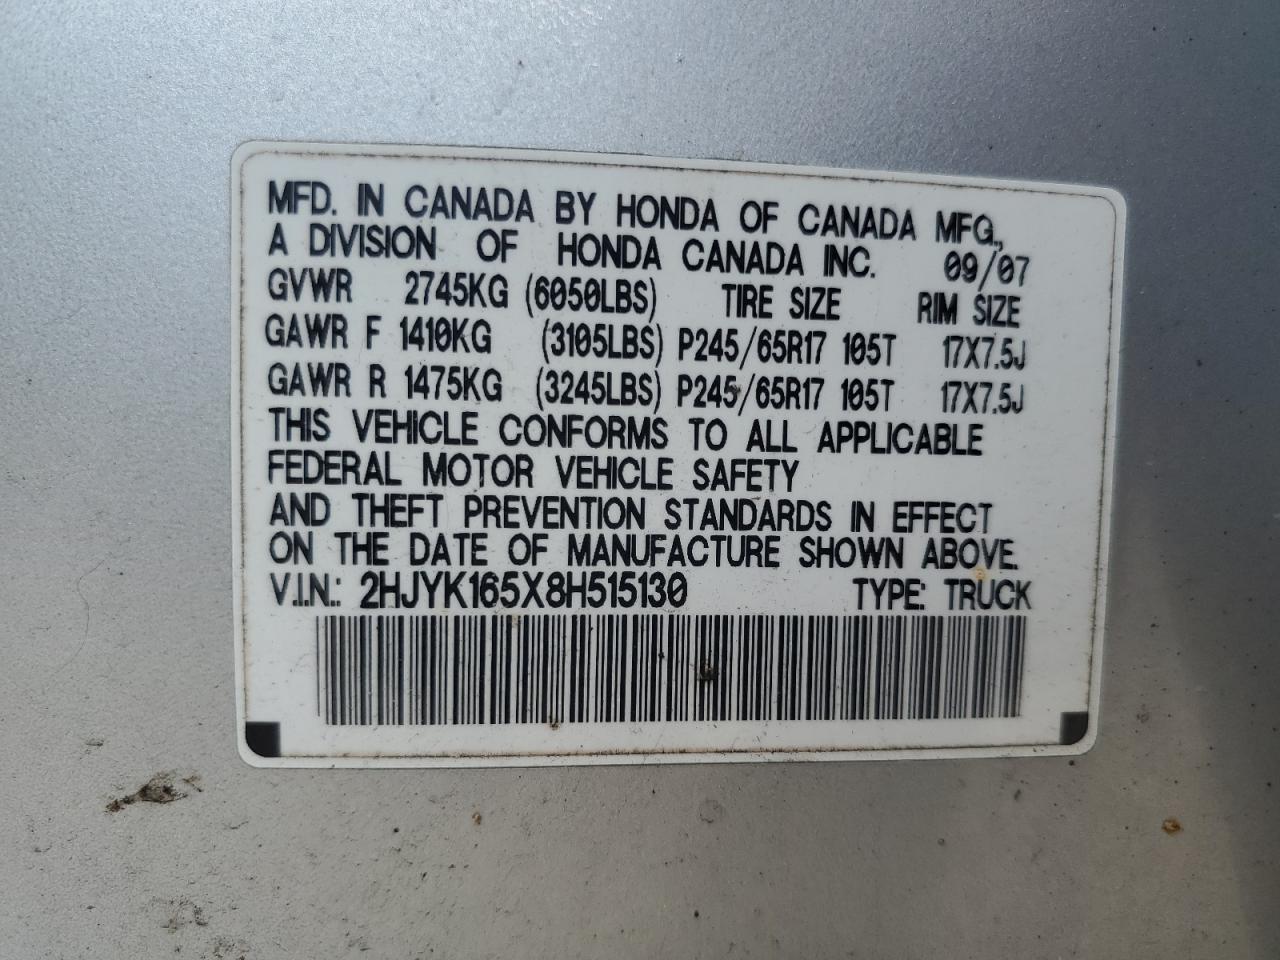 MFD. IN CANADA BY HONDA OF CANADA MFG.,
A DIVISION OF HONDA CANADA INC. 09/07
GVWR 2745KG (6050LBS) TIRE SIZE RIM SIZE
GAWR F 1410KG (3105LBS) P245/65R17 105T 17X7.5J
GAWR R 1475KG (3245LBS) P245/65R17 105T 17X7.5J
THIS VEHICLE CONFORMS TO ALL APPLICABLE
FEDERAL MOTOR VEHICLE SAFETY
AND THEFT PREVENTION STANDARDS IN EFFECT
ON THE DATE OF MANUFACTURE SHOWN ABOVE.
V.I.N.: 2HJYK165X8H515130 TYPE: TRUCK